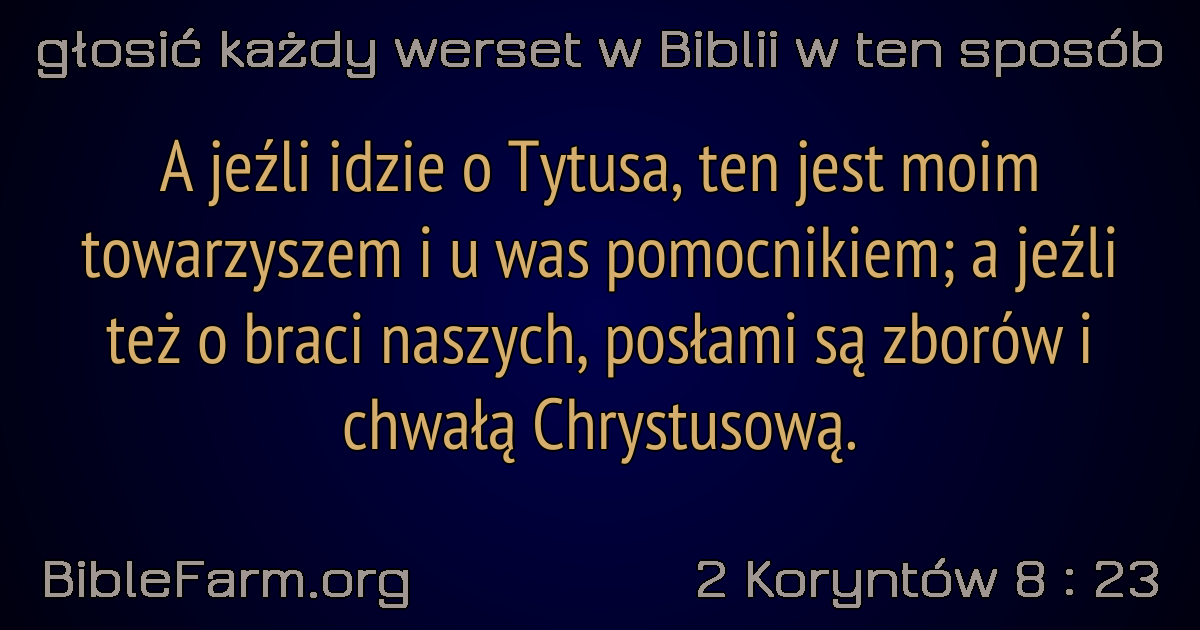 głosić każdy werset w Biblii w ten sposób
A jeźli idzie o Tytusa, ten jest moim
towarzyszem i u was pomocnikiem; a jeźli
też o braci naszych, posłami są zborów i
chwałą Chrystusową.
BibleFarm.org
2 Koryntów 8 : 23